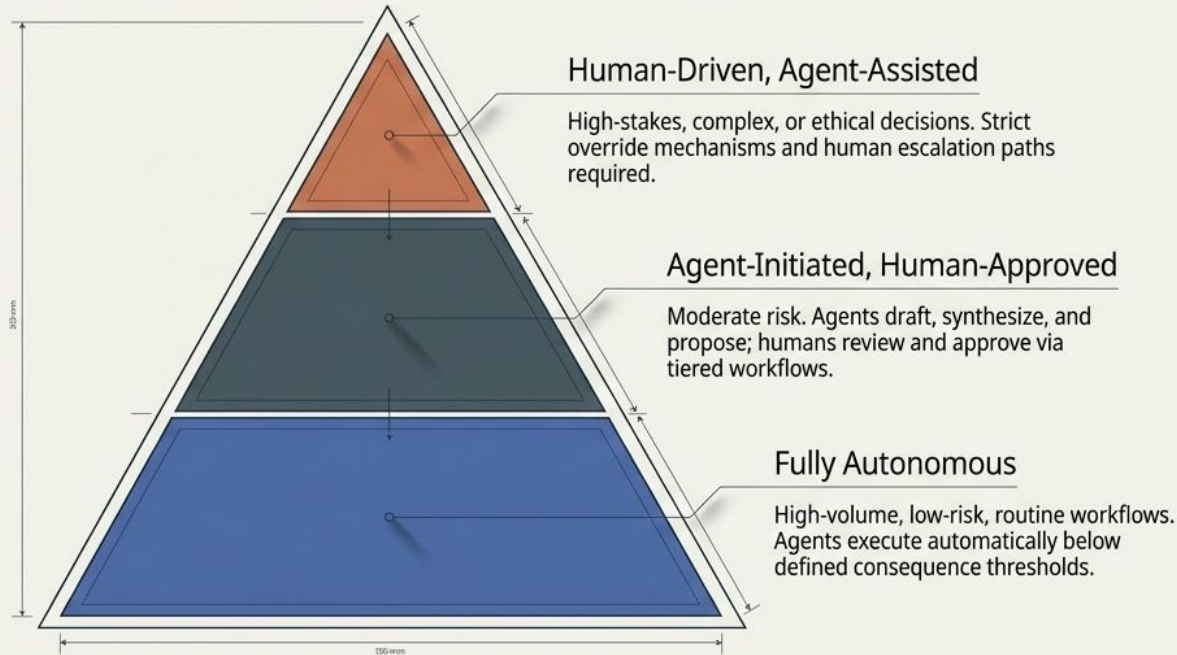 Human-Driven, Agent-Assisted
High-stakes, complex, or ethical decisions. Strict
override mechanisms and human escalation paths
required.
Agent-Initiated, Human-Approved
Moderate risk. Agents draft, synthesize, and
propose; humans review and approve via
tiered workflows.
Fully Autonomous
High-volume, low-risk, routine workflows.
Agents execute automatically below
defined consequence thresholds.